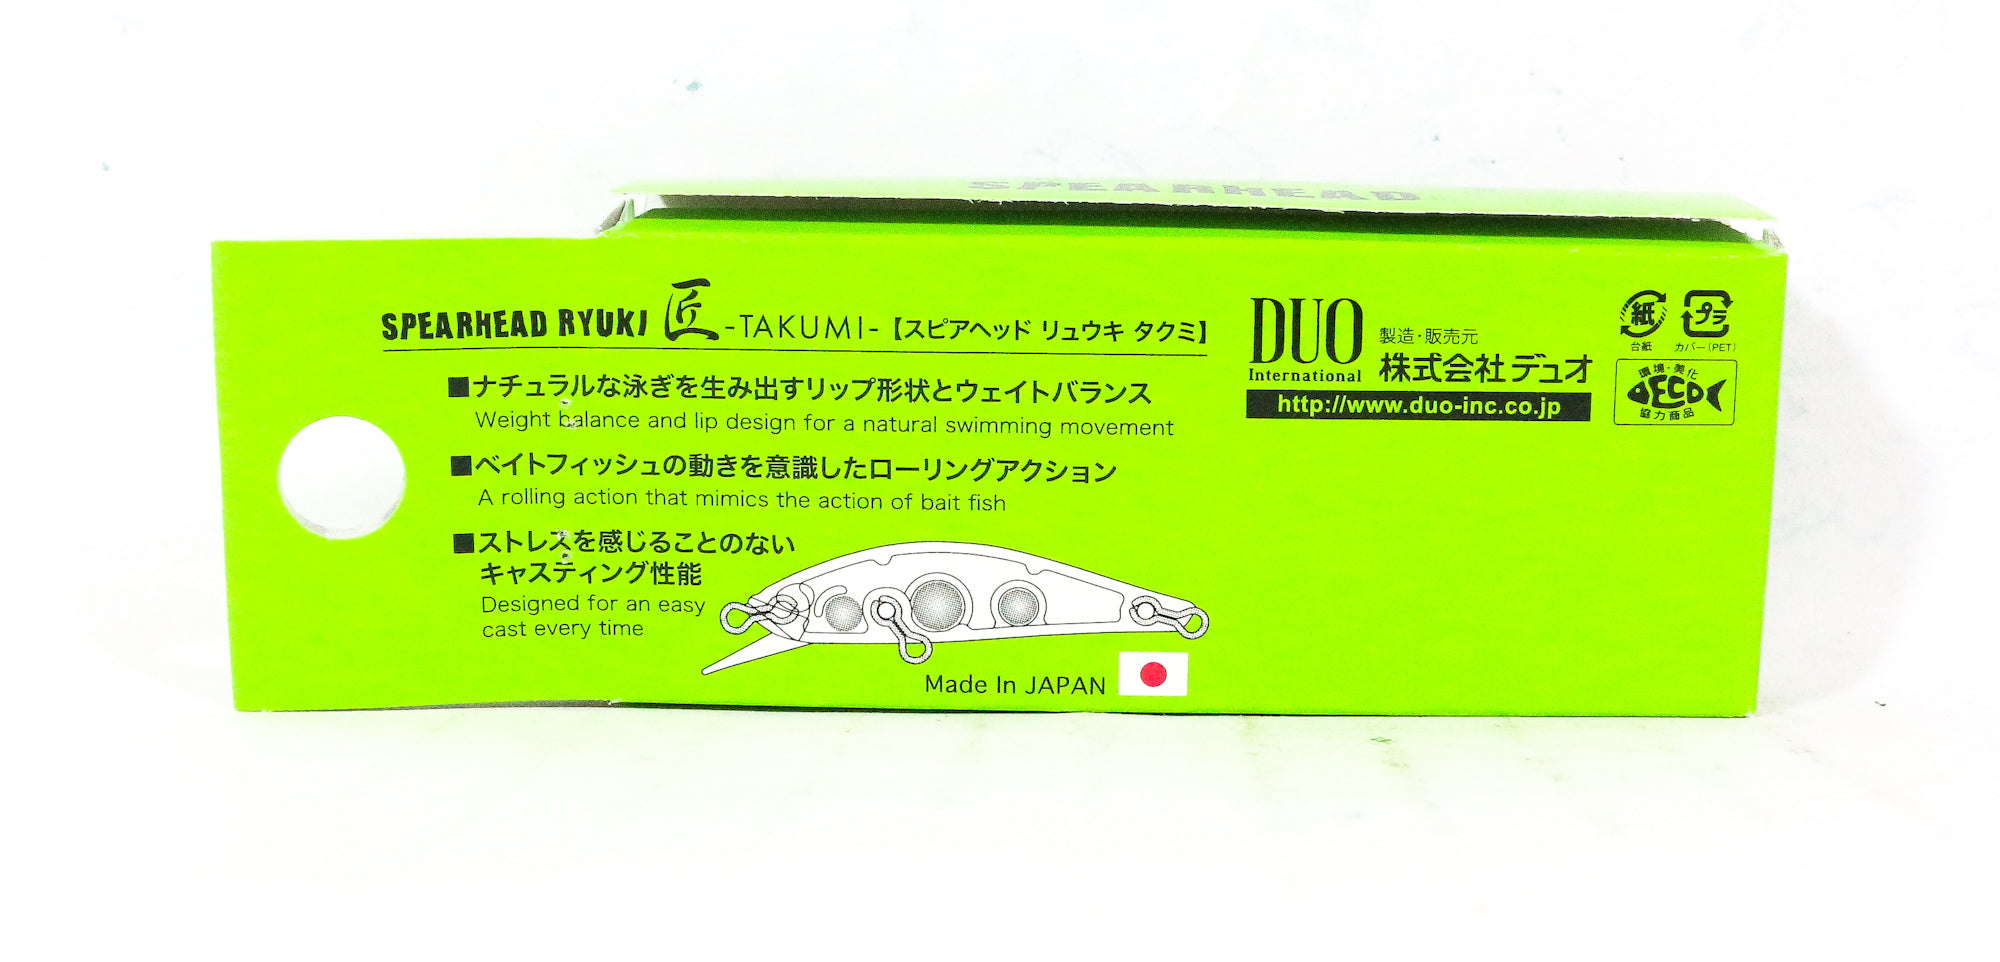 SPEARHEAD
SPEARHEAD RYUKI 匠 -TAKUMI-【スピアヘッド リュウキ タクミ】
■ナチュラルな泳ぎを生み出すリップ形状とウェイトバランス
Weight balance and lip design for a natural swimming movement
■ベイトフィッシュの動きを意識したローリングアクション
A rolling action that mimics the action of bait fish
■ストレスを感じることのない
キャスティング性能
Designed for an easy
cast every time
Made In JAPAN
DUO
International
製造・販売元
株式会社デュオ
http://www.duo-inc.co.jp
紙
台紙
プラ
カバー(PET)
環境・美化
ECO
協力商品